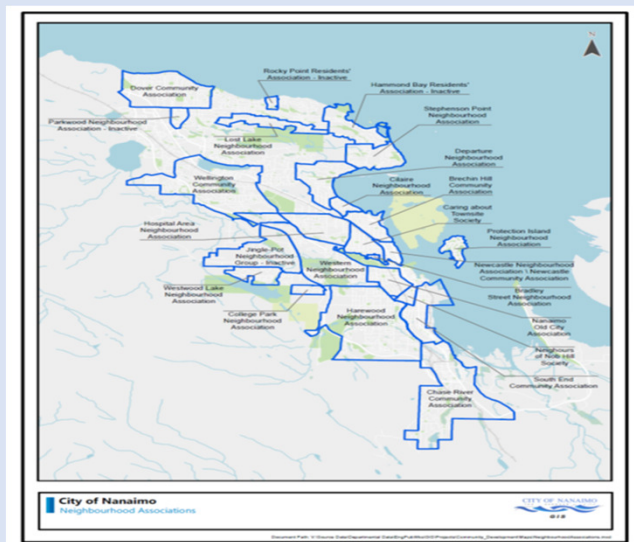 N
Rocky Point Residents'
Association - Inactive
Hammond Bay Residents'
Association - Inactive
Dover Community
Association
Stephenson Point
Neighbourhood
Association
Parkwood Neighbourhood
Association - Inactive
Lost Lake
Neighbourhood
Association
Departure
Neighbourhood
Association
Wellington
Community
Association
Cilaire
Neighbourhood
Association
Brechin Hill
Community
Association
Caring about
Townsite
Society
Hospital Area
Neighbourhood
Association
Protection Island
Neighbourhood
Association
Jingle Pot
Neighbourhood
Group - Inactive
Western
Neighbourhood
Association
Newcastle Neighbourhood
Association \ Newcastle
Community Association
Bradley
Street Neighbourhood
Association
Westwood Lake
Neighbourhood
Association
College Park
Neighbourhood
Association
Harewood
Neighbourhood
Association
Nanaimo
Old City
Association
Neighbours
of Nob Hill
Society
South End
Community Association
Chase River
Community
Association
City of Nanaimo
Neighbourhood Associations
CITY OF NANAIMO
GIS